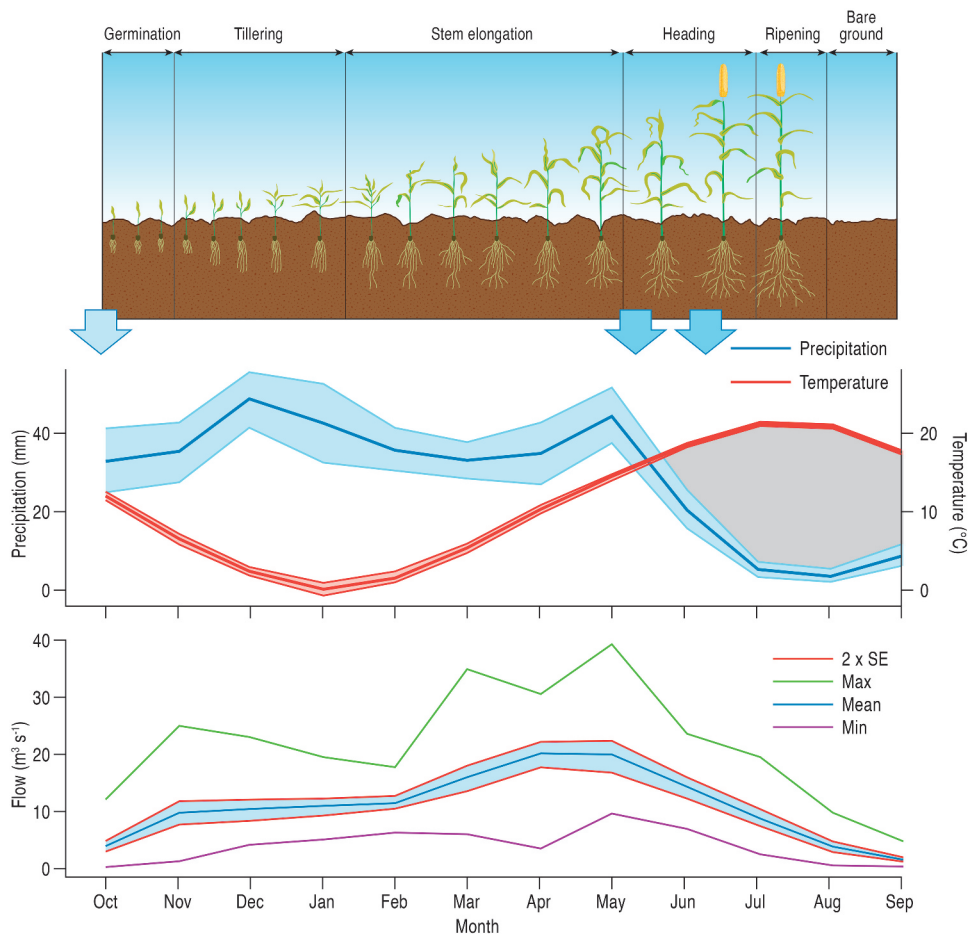 Germination
Tillering
Stem elongation
Heading
Ripening
Bare
ground
Precipitation
Temperature
Precipitation (mm)
40
20
0
Temperature (°C)
20
10
0
Flow (m³ s⁻¹)
40
30
20
10
0
2 x SE
Max
Mean
Min
Oct Nov Dec Jan Feb Mar Apr May Jun Jul Aug Sep
Month